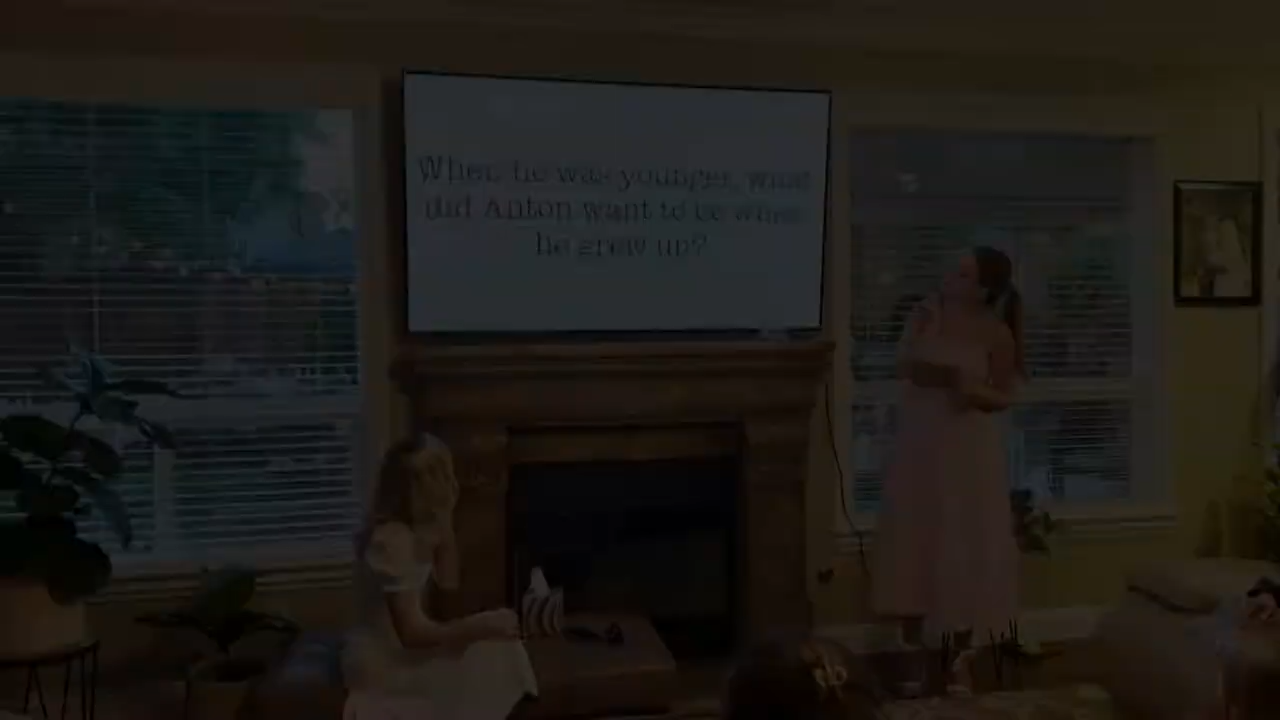 When he was younger, what
did Anton want to be when
he grew up?